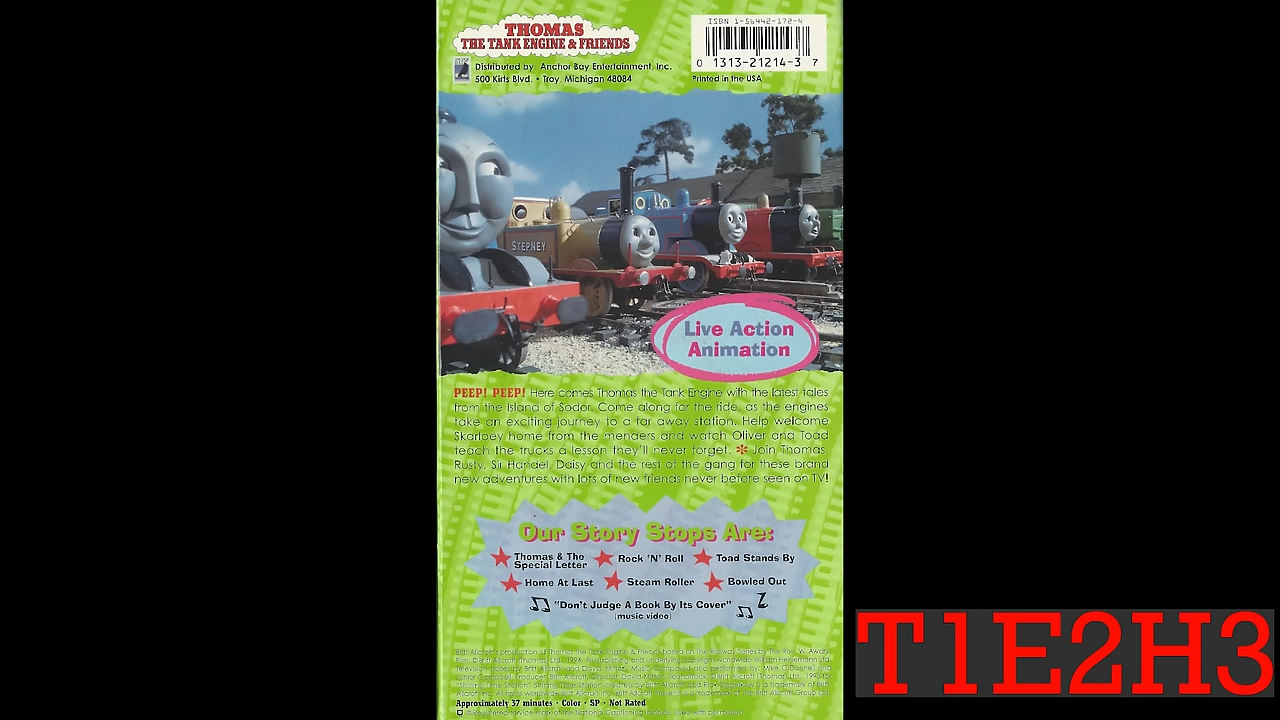 THOMAS
THE TANK ENGINE & FRIENDS
Distributed by Anchor Bay Entertainment, Inc.
500 Kirts Blvd. • Troy, Michigan 48084
ISBN 1-56442-172-4
0 1313-21214-3 7
Printed in the USA
STEPNEY
Live Action
Animation
PEEP! PEEP! Here comes Thomas the Tank Engine with the latest tales
from the Island of Sodor. Come along for the ride, as the engines
take an exciting journey to a far away station. Help welcome
Skarloey home from the menders and watch Oliver and Toad
teach the trucks a lesson they'll never forget. * Join Thomas,
Rusty, Sir Handel, Daisy and the rest of the gang for these brand
new adventures with lots of new friends never before seen on TV!
Our Story Stops Are:
★ Thomas & The Special Letter ★ Rock 'N' Roll ★ Toad Stands By
★ Home At Last ★ Steam Roller ★ Bowled Out
"Don't Judge A Book By Its Cover"
(music video)
Approximately 37 minutes • Color • SP • Not Rated
T1E2H3